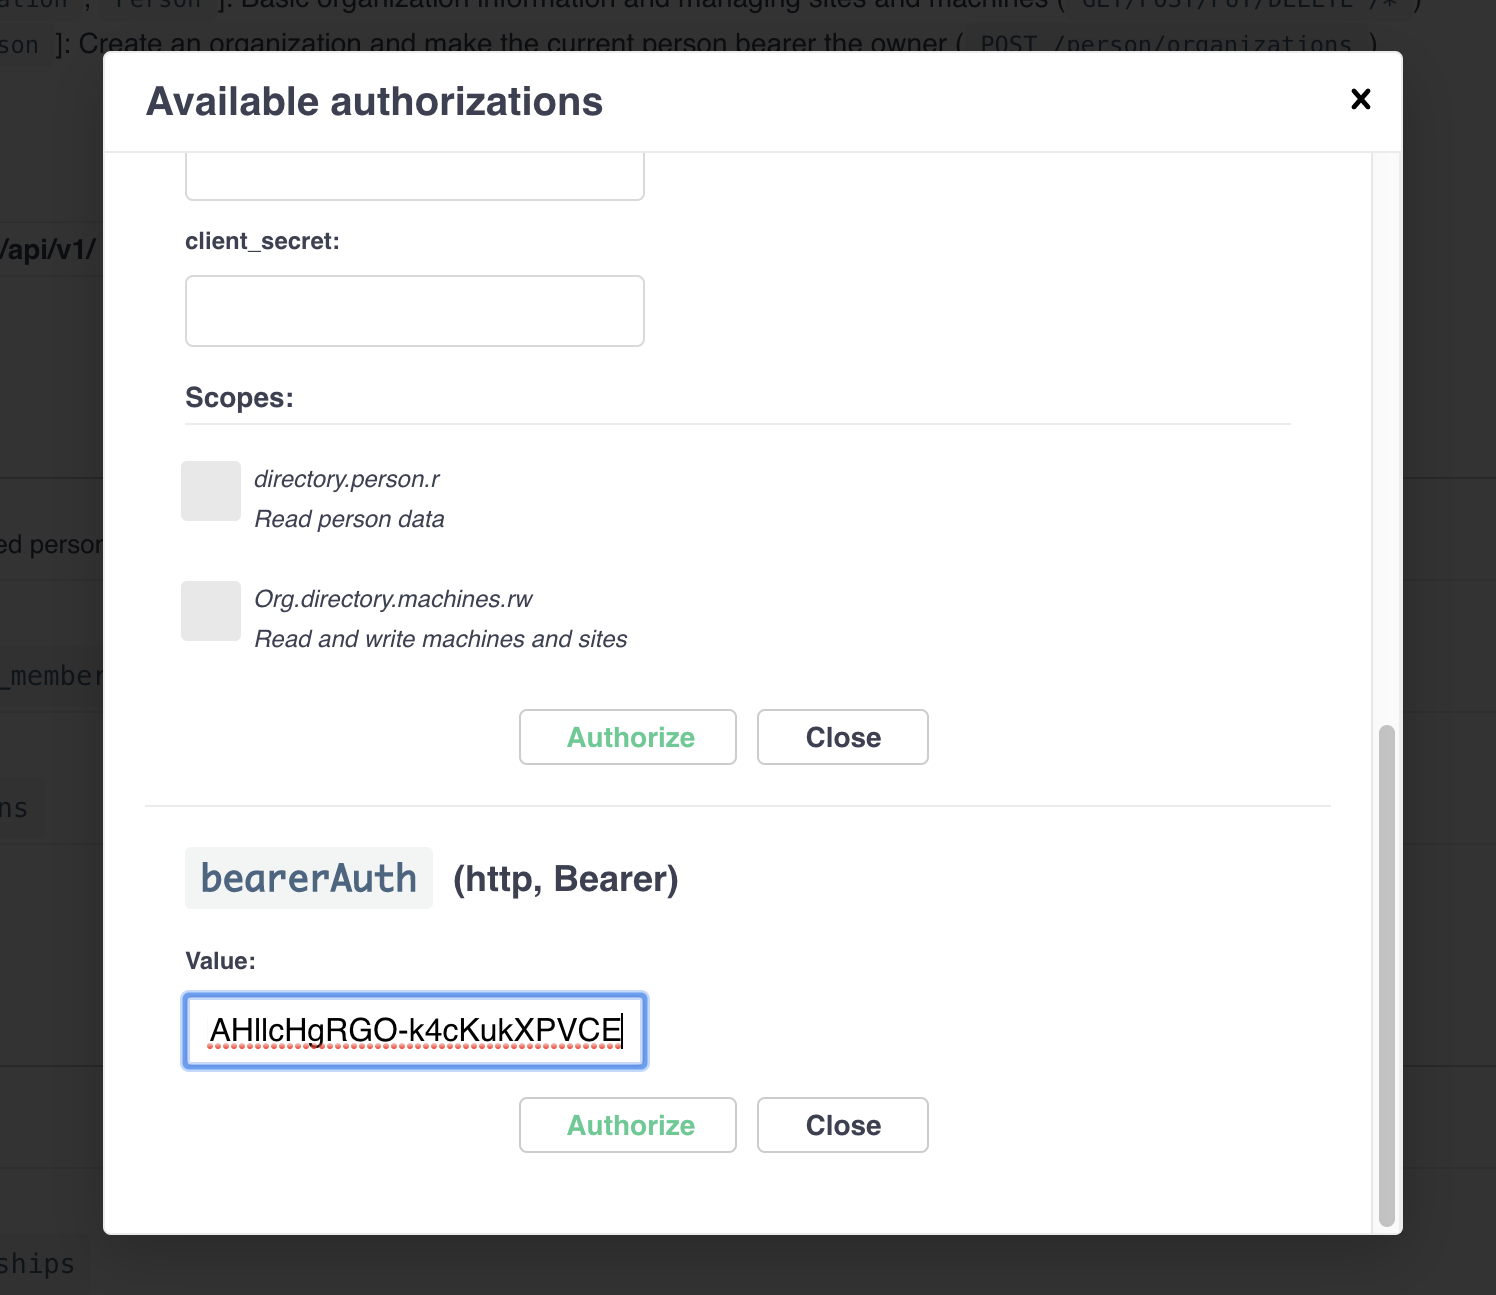 Person ]: Basic organization information and managing sites and machines ( GET/POST/PUT/DELETE /* )
son ]: Create an organization and make the current person bearer the owner ( POST /person/organizations )
Available authorizations
client_secret:
/api/v1/
Scopes:
directory.person.r
Read person data
ed person
Org.directory.machines.rw
Read and write machines and sites
_member
Authorize Close
ns
bearerAuth (http, Bearer)
Value:
AHllcHgRGO-k4cKukXPVCE
Authorize Close
ships